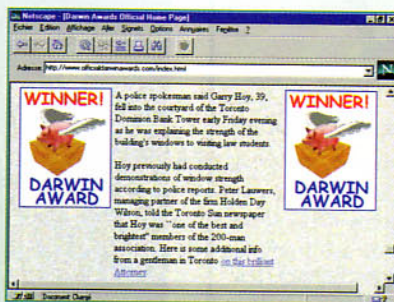 Netscape - [Darwin Awards Official Home Page]
Fichier Edition Affichage Aller Signets Options Annuaires Fenêtre ?
Adresse: http://www.officialdarwinawards.com/index.html
N
WINNER!
DARWIN
AWARD
A police spokesman said Garry Hoy, 39,
fell into the courtyard of the Toronto
Dominion Bank Tower early Friday evening
as he was explaining the strength of the
building's windows to visiting law students.
Hoy previously had conducted
demonstrations of window strength
according to police reports. Peter Lauwers,
managing partner of the firm Holden Day
Wilson, told the Toronto Sun newspaper
that Hoy was ``one of the best and
brightest'' members of the 200-man
association. Here is some additional info
from a gentleman in Toronto on this brilliant
Attorney
WINNER!
DARWIN
AWARD
Document Chargé